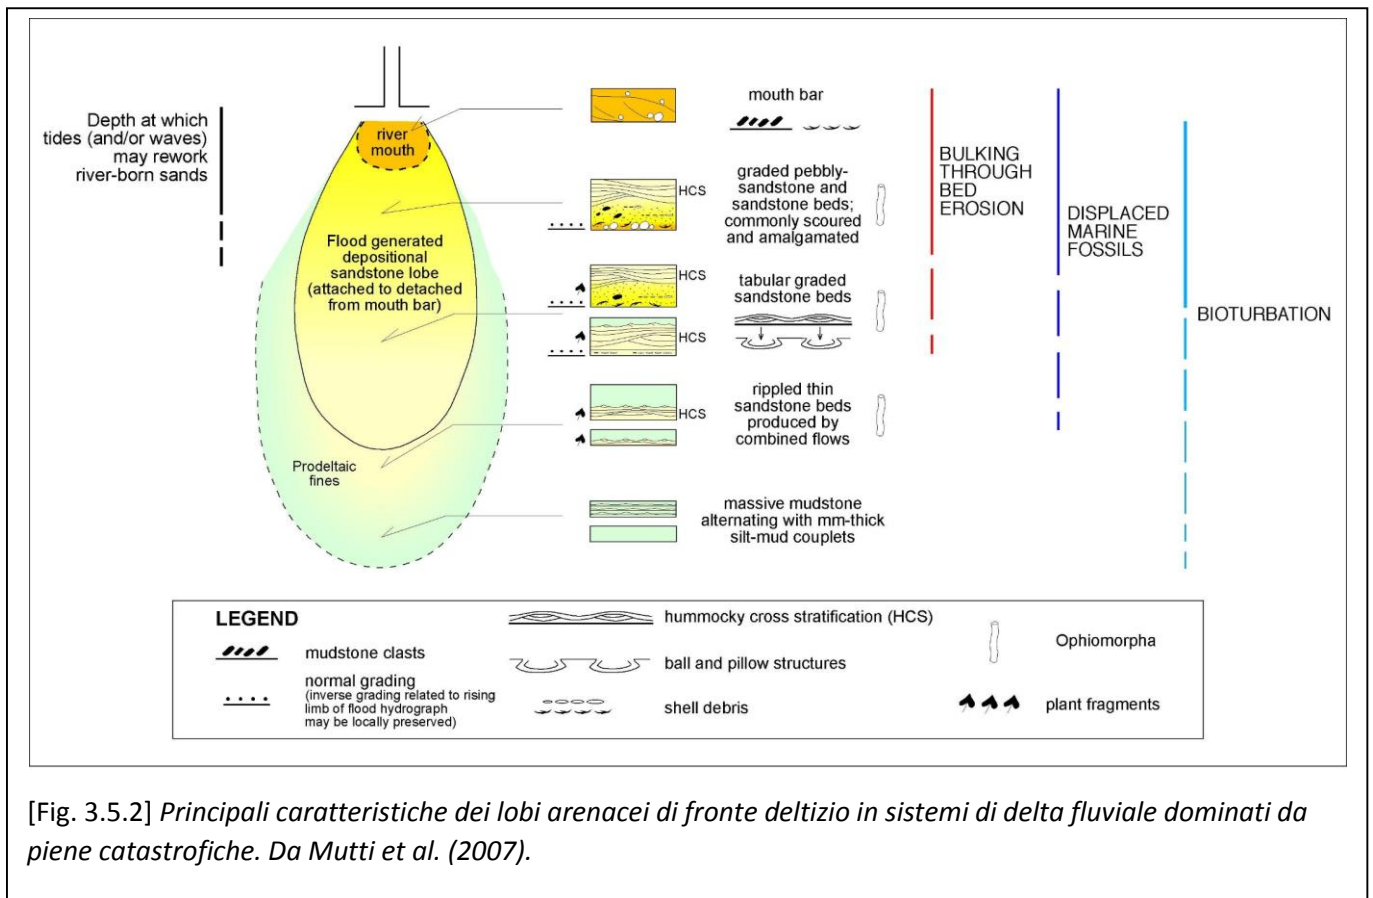 Depth at which
tides (and/or waves)
may rework
river-born sands
river
mouth
Flood generated
depositional
sandstone lobe
(attached to detached
from mouth bar)
Prodeltaic
fines
mouth bar
HCS
graded pebbly-
sandstone and
sandstone beds;
commonly scoured
and amalgamated
HCS
tabular graded
sandstone beds
HCS
HCS
rippled thin
sandstone beds
produced by
combined flows
massive mudstone
alternating with mm-thick
silt-mud couplets
BULKING
THROUGH
BED
EROSION
DISPLACED
MARINE
FOSSILS
BIOTURBATION
LEGEND
mudstone clasts
normal grading
(inverse grading related to rising
limb of flood hydrograph
may be locally preserved)
hummocky cross stratification (HCS)
ball and pillow structures
shell debris
Ophiomorpha
plant fragments
[Fig. 3.5.2] Principali caratteristiche dei lobi arenacei di fronte deltizio in sistemi di delta fluviale dominati da
piene catastrofiche. Da Mutti et al. (2007).